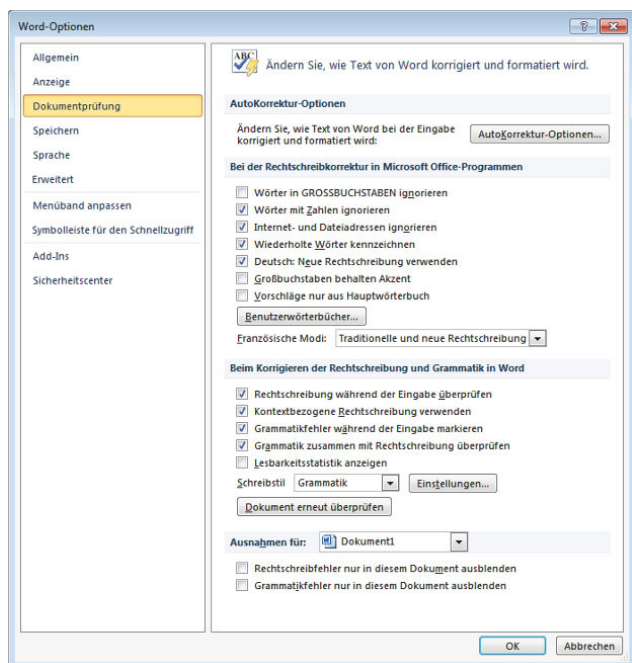 Word-Optionen
Allgemein
Anzeige
Dokumentprüfung
Speichern
Sprache
Erweitert
Menüband anpassen
Symbolleiste für den Schnellzugriff
Add-Ins
Sicherheitscenter
ABC
Ändern Sie, wie Text von Word korrigiert und formatiert wird.
AutoKorrektur-Optionen
Ändern Sie, wie Text von Word bei der Eingabe
korrigiert und formatiert wird:
AutoKorrektur-Optionen...
Bei der Rechtschreibkorrektur in Microsoft Office-Programmen
Wörter in GROSSBUCHSTABEN ignorieren
Wörter mit Zahlen ignorieren
Internet- und Dateiadressen ignorieren
Wiederholte Wörter kennzeichnen
Deutsch: Neue Rechtschreibung verwenden
Großbuchstaben behalten Akzent
Vorschläge nur aus Hauptwörterbuch
Benutzerwörterbücher...
Französische Modi: Traditionelle und neue Rechtschreibung
Beim Korrigieren der Rechtschreibung und Grammatik in Word
Rechtschreibung während der Eingabe überprüfen
Kontextbezogene Rechtschreibung verwenden
Grammatikfehler während der Eingabe markieren
Grammatik zusammen mit Rechtschreibung überprüfen
Lesbarkeitsstatistik anzeigen
Schreibstil Grammatik Einstellungen...
Dokument erneut überprüfen
Ausnahmen für: Dokument1
Rechtschreibfehler nur in diesem Dokument ausblenden
Grammatikfehler nur in diesem Dokument ausblenden
OK Abbrechen